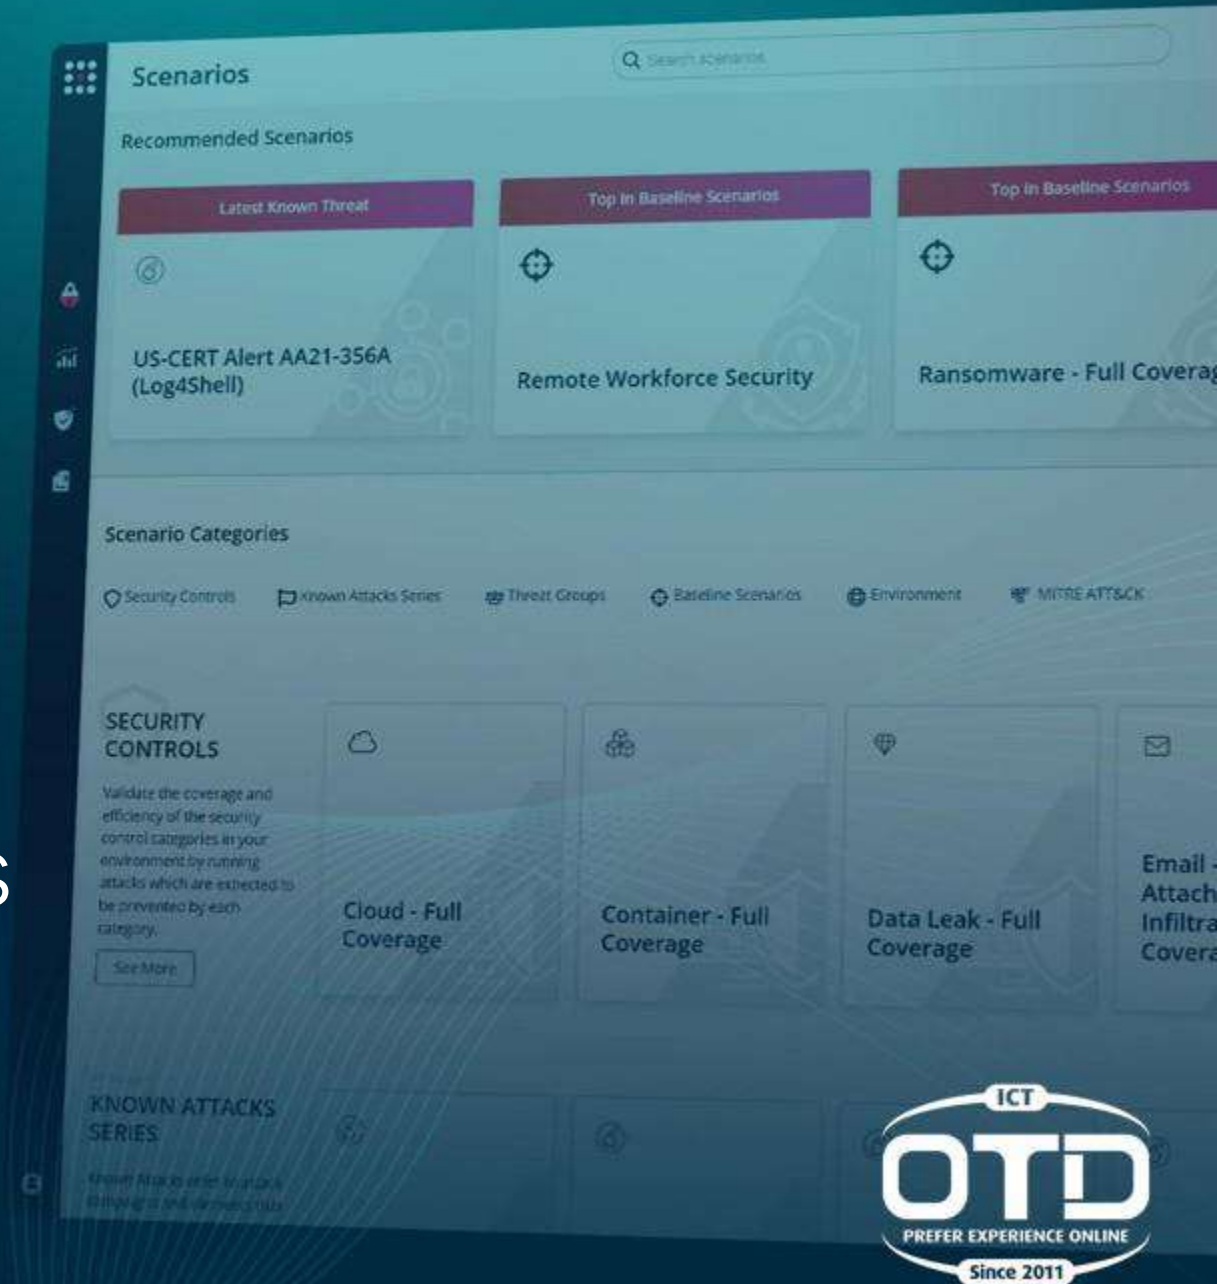 Scenarios
Search scenarios
Recommended Scenarios
Latest Known Threat
Top in Baseline Scenarios
Top in Baseline Scenarios
US-CERT Alert AA21-356A
(Log4Shell)
Remote Workforce Security
Ransomware - Full Coverag
Scenario Categories
Security Controls
Known Attacks Series
Threat Groups
Baseline Scenarios
Environment
MITRE ATT&CK
SECURITY
CONTROLS
Validate the coverage and
efficiency of the security
control categories in your
environment by running
attacks which are expected to
be prevented by each
category.
See More
Cloud - Full
Coverage
Container - Full
Coverage
Data Leak - Full
Coverage
Email -
Attach
Infiltra
Covera
s
KNOWN ATTACKS
SERIES
Known Attacks
ICT
OTD
PREFER EXPERIENCE ONLINE
Since 2011